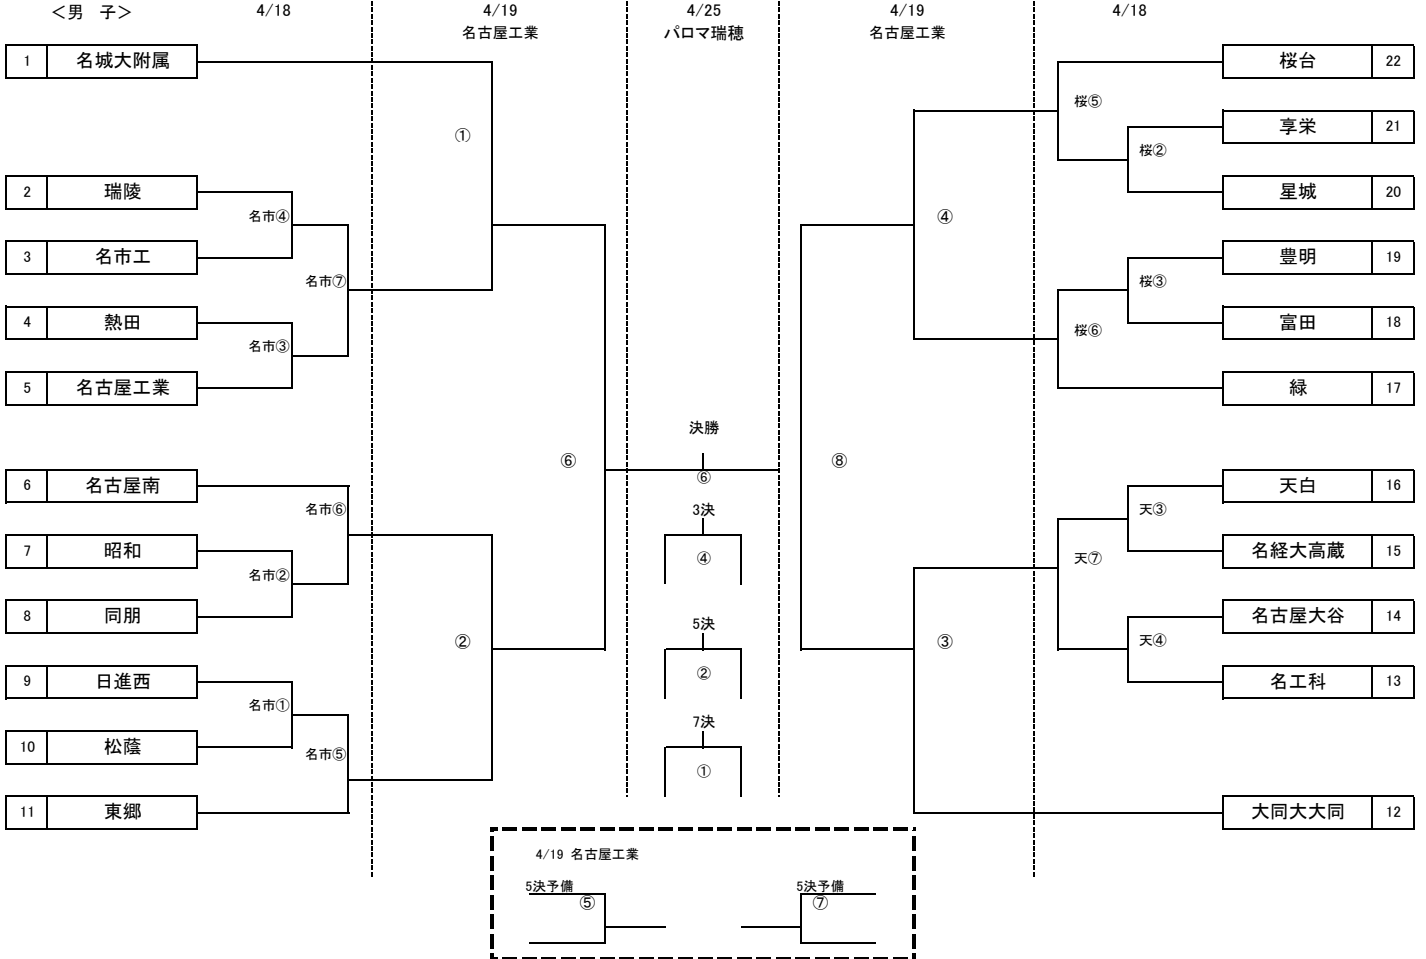 ＜男　子＞ 4/18 4/19 4/25 4/19 4/18
名古屋工業 パロマ瑞穂 名古屋工業
1 名城大附属
桜台 22
桜⑤
享栄 21
①
桜②
2 瑞陵
星城 20
名市④
④
3 名市工
豊明 19
名市⑦
桜③
4 熱田
富田 18
桜⑥
名市③
5 名古屋工業
緑 17
決勝
⑥
⑧
⑥
6 名古屋南
天白 16
名市⑥
3決
天③
7 昭和
④
天⑦
名経大高蔵 15
名市②
8 同朋
名古屋大谷 14
5決
②
③
天④
9 日進西
②
名工科 13
名市①
7決
10 松蔭
名市⑤
①
11 東郷
大同大大同 12
4/19 名古屋工業
5決予備 5決予備
⑤ ⑦